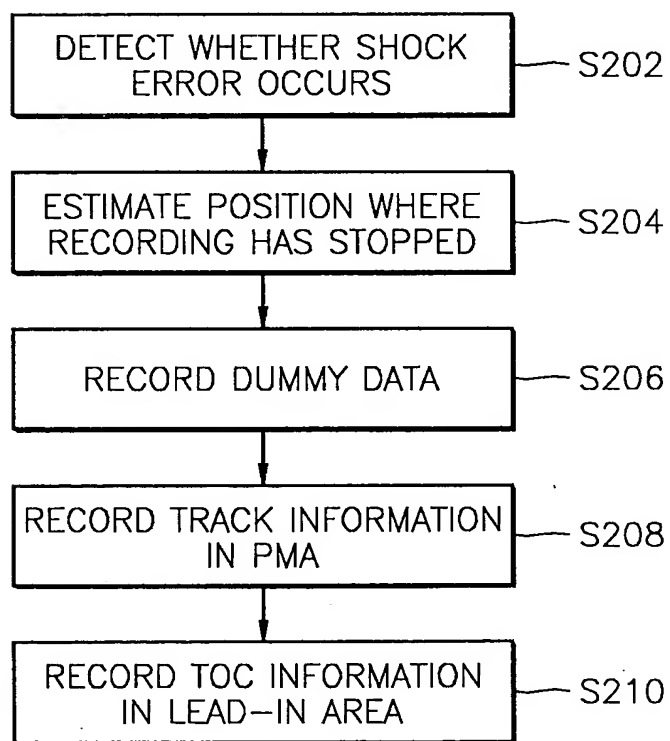 DETECT WHETHER SHOCK
ERROR OCCURS
S202
ESTIMATE POSITION WHERE
RECORDING HAS STOPPED
S204
RECORD DUMMY DATA
S206
RECORD TRACK INFORMATION
IN PMA
S208
RECORD TOC INFORMATION
IN LEAD-IN AREA
S210